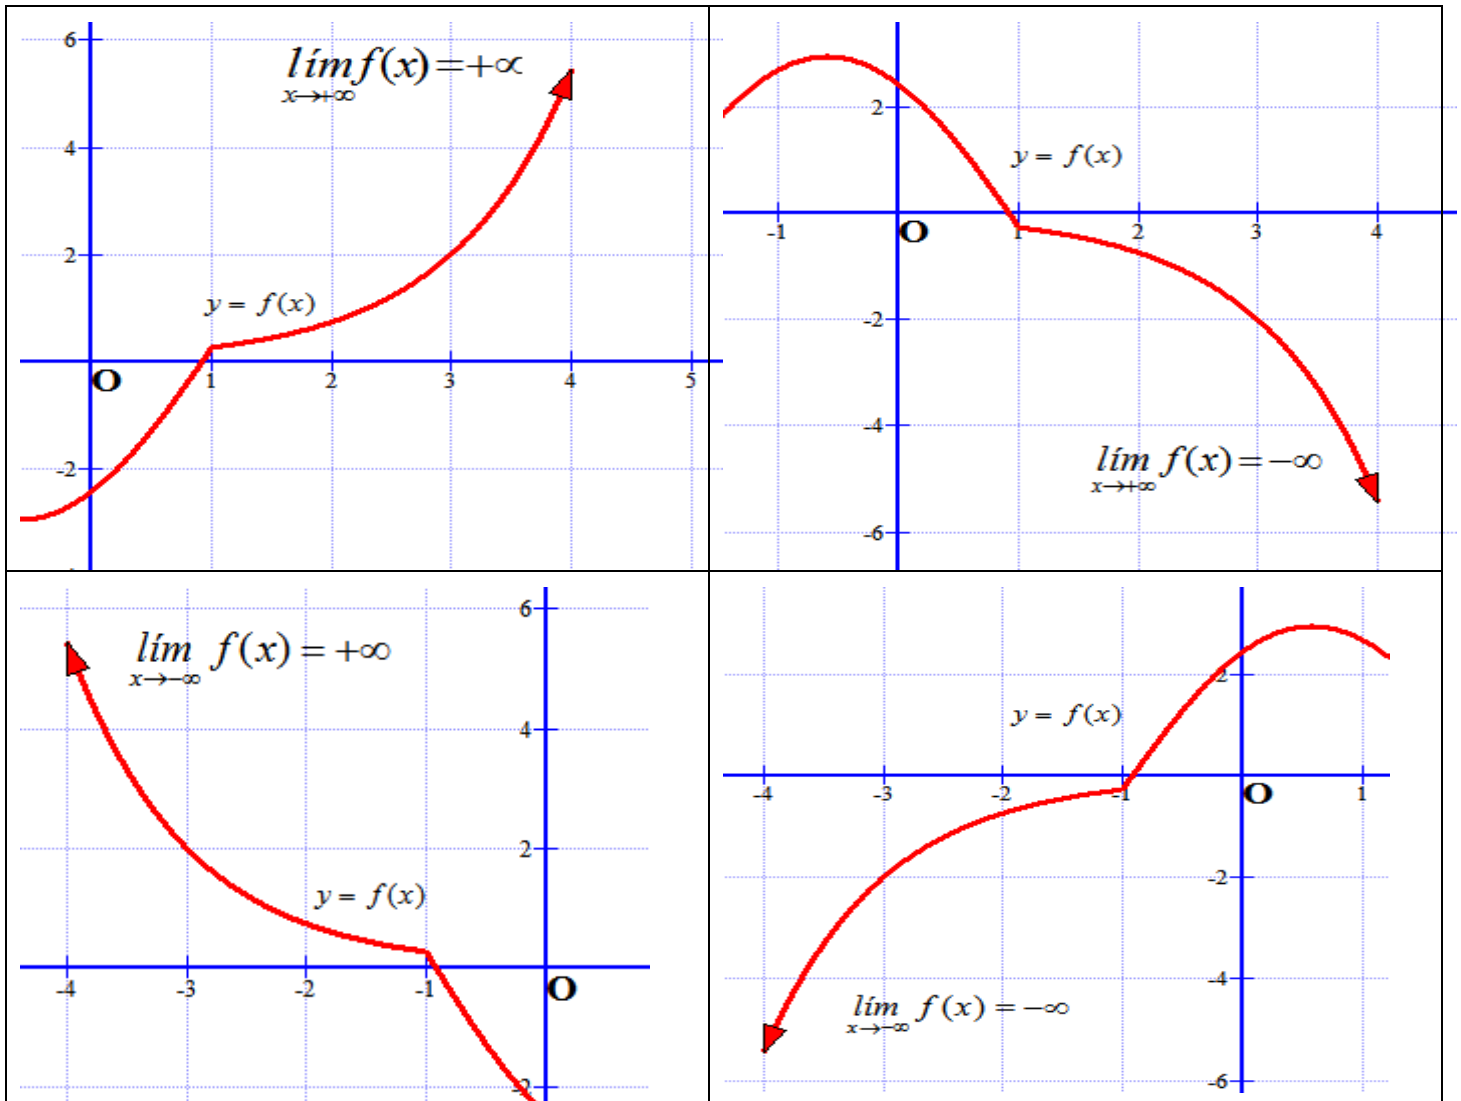 6
lím f(x) = +∝
x→+∞
4
2
y = f(x)
O
1 2 3 4 5
-2
2
y = f(x)
-1 O 1 2 3 4
-2
-4
lím f(x) = −∞
x→+∞
-6
6
lím f(x) = +∞
x→−∞
4
2
y = f(x)
-4 -3 -2 -1 O
-2
2
y = f(x)
-4 -3 -2 -1 O 1
-2
-4
lím f(x) = −∞
x→−∞
-6